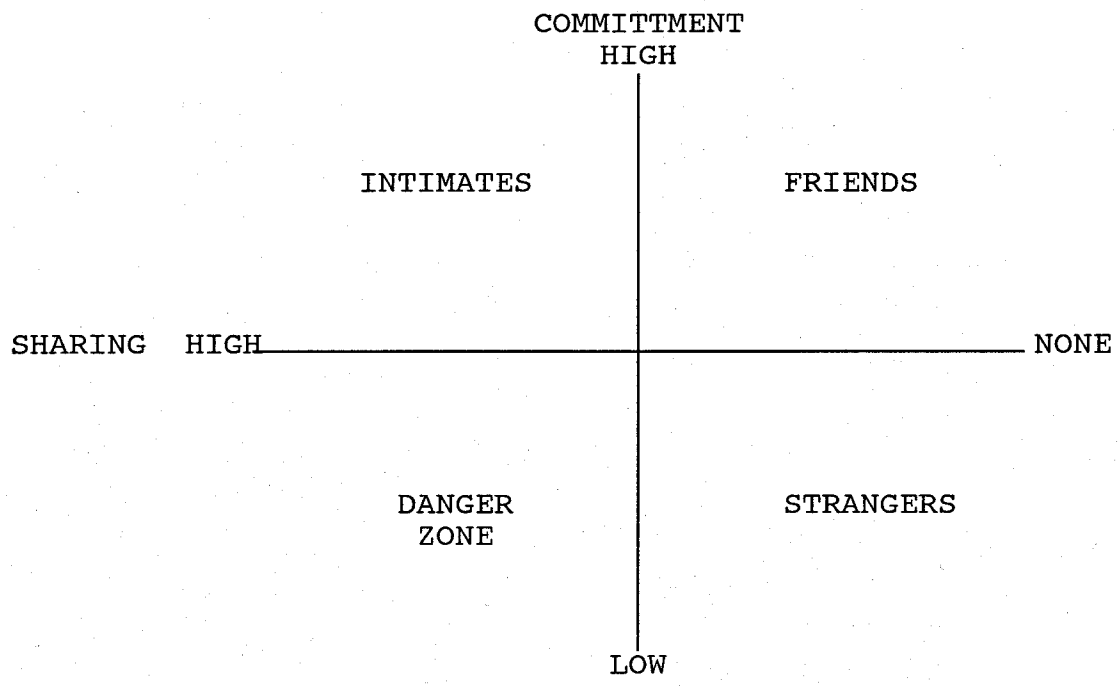 COMMITTMENT
HIGH
INTIMATES FRIENDS
SHARING HIGH NONE
DANGER STRANGERS
ZONE
LOW